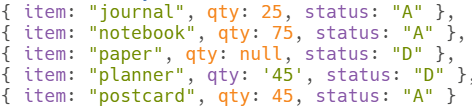 { item: "journal", qty: 25, status: "A" },
{ item: "notebook", qty: 75, status: "A" },
{ item: "paper", qty: null, status: "D" },
{ item: "planner", qty: '45', status: "D" },
{ item: "postcard", qty: 45, status: "A" }